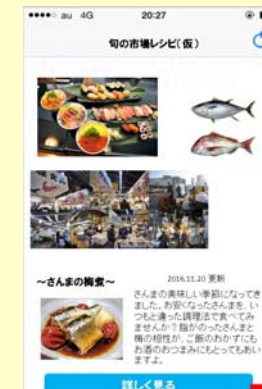 au 4G 20:27
旬の市場レシピ(仮)
~さんまの梅煮~
2016.11.20 更新
さんまの美味しい季節になってき
ました。お安くなったさんまを、い
つもと違った調理法で食べてみ
ませんか?脂がのったさんまと
梅の相性が、ご飯のおかずにも
お酒のおつまみにもとってもあい
ますよ。
詳しく見る